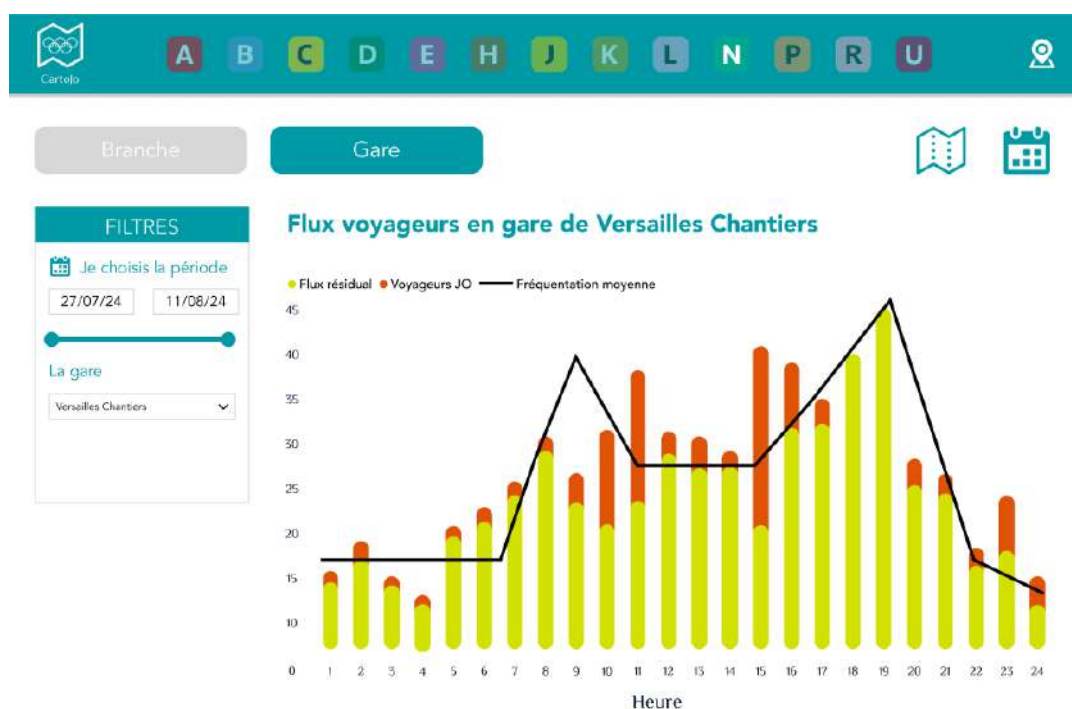 A B C D E H J K L N P R U
CarteJo
Branche Gare
FILTRES
Je choisis la période
27/07/24 11/08/24
La gare
Versailles Chantiers
Flux voyageurs en gare de Versailles Chantiers
Flux résidual Voyageurs JO Fréquentation moyenne
45
40
35
30
25
20
15
10
0 1 2 3 4 5 6 7 8 9 10 11 12 13 14 15 16 17 18 19 20 21 22 23 24
Heure